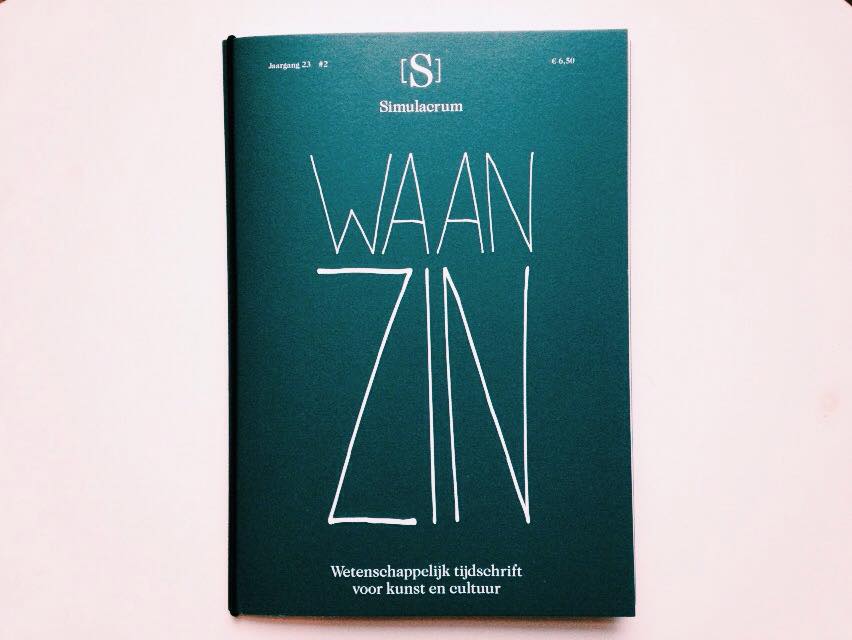 Jaargang 23 #2
[S]
€ 6,50
Simulacrum
WAAN
ZIN
Wetenschappelijk tijdschrift
voor kunst en cultuur